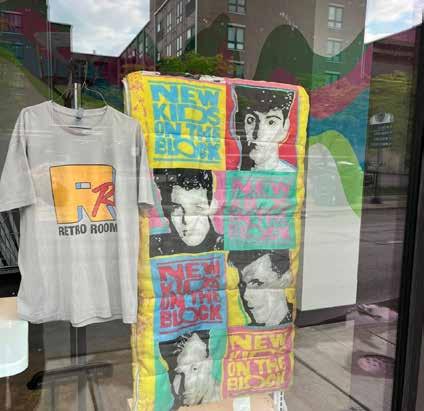 R
RETRO ROOM
NEW
KIDS
ON THE
BLOCK
NEW
KIDS
ON THE
BLOCK
NEW
KIDS
ON THE
BLOCK
NEW
KIDS
ON THE
BLOCK